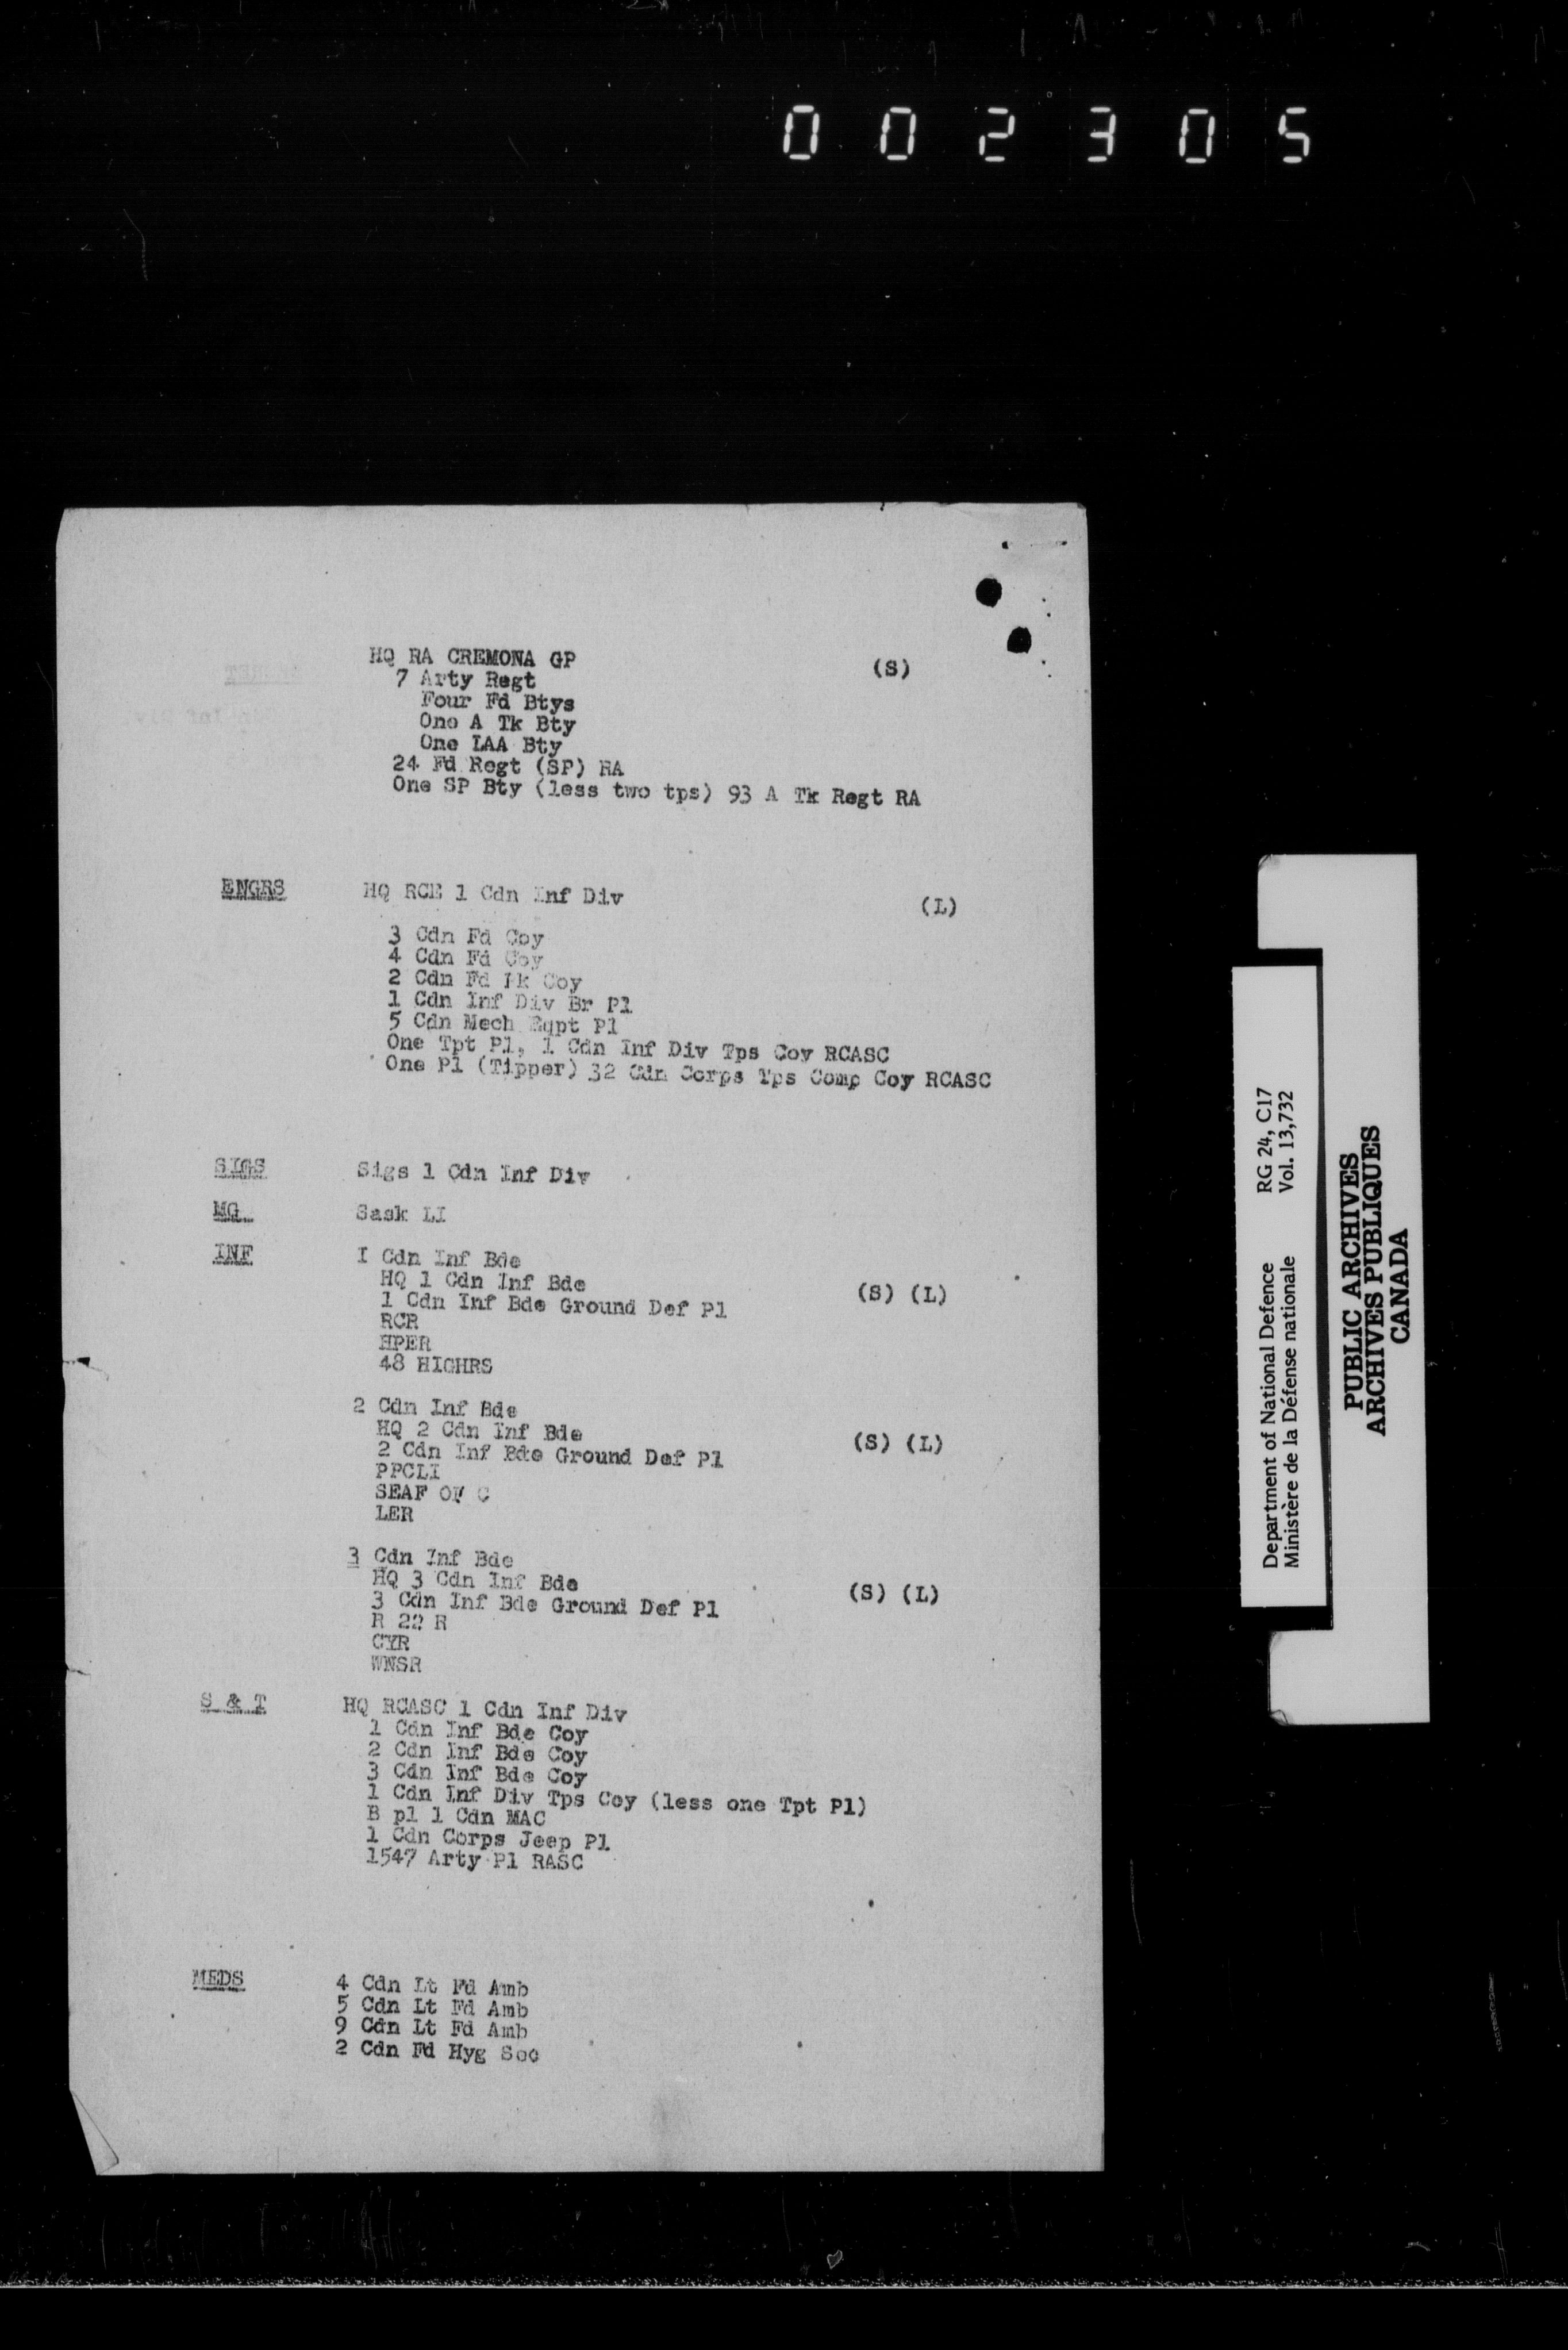 002305
HQ RA CREMONA GP (S)
7 Arty Regt
Four Fd Btys
One A Tk Bty
One LAA Bty
24 Fd Regt (SP) RA
One SP Bty (less two tps) 93 A Tk Regt RA
ENGRS HQ RCE 1 Cdn Inf Div (L)
3 Cdn Fd Coy
4 Cdn Fd Coy
2 Cdn Fd Pk Coy
1 Cdn Inf Div Br Pl
5 Cdn Mech Eqpt Pl
One Tpt Pl, 1 Cdn Inf Div Tps Coy RCASC
One Pl (Tipper) 32 Cdn Corps Tps Comp Coy RCASC
SIGS Sigs 1 Cdn Inf Div
MG Sask LI
INF I Cdn Inf Bde
HQ 1 Cdn Inf Bde (S) (L)
1 Cdn Inf Bde Ground Def Pl
RCR
HPER
48 HIGHRS
2 Cdn Inf Bde
HQ 2 Cdn Inf Bde (S) (L)
2 Cdn Inf Bde Ground Def Pl
PPCLI
SEAF OF C
LER
3 Cdn Inf Bde
HQ 3 Cdn Inf Bde (S) (L)
3 Cdn Inf Bde Ground Def Pl
R 22 R
CYR
WNSR
S & T HQ RCASC 1 Cdn Inf Div
1 Cdn Inf Bde Coy
2 Cdn Inf Bde Coy
3 Cdn Inf Bde Coy
1 Cdn Inf Div Tps Coy (less one Tpt Pl)
B pl 1 Cdn MAC
1 Cdn Corps Jeep Pl
1547 Arty Pl RASC
MEDS 4 Cdn Lt Fd Amb
5 Cdn Lt Fd Amb
9 Cdn Lt Fd Amb
2 Cdn Fd Hyg Sec
Department of National Defence RG 24, C17
Ministère de la Défense nationale Vol. 13,732
PUBLIC ARCHIVES
ARCHIVES PUBLIQUES
CANADA